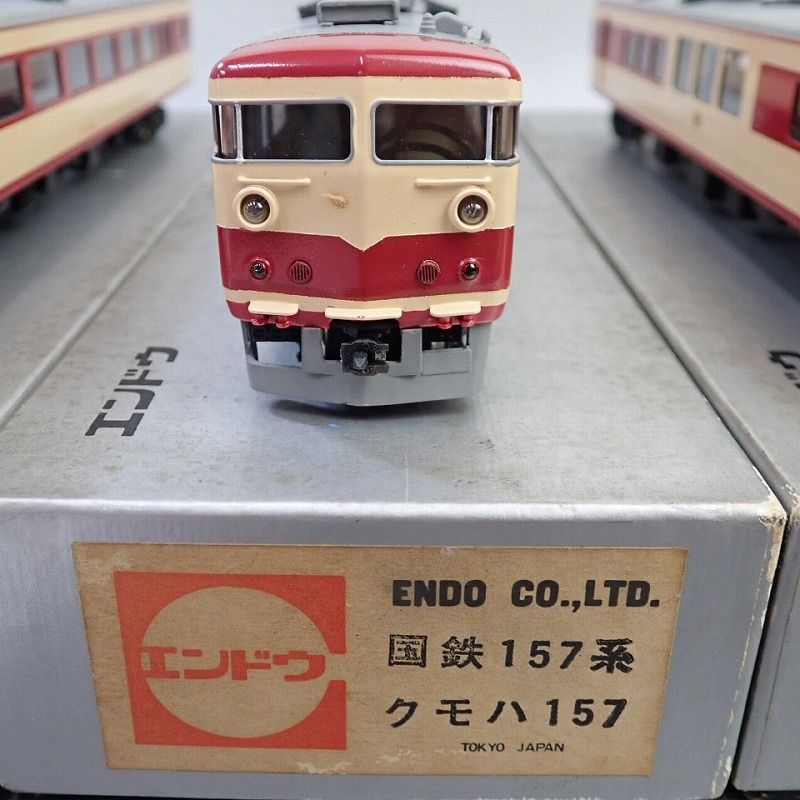 エンドウ
エンドウ
ENDO CO.,LTD.
国鉄157系
クモハ157
TOKYO JAPAN